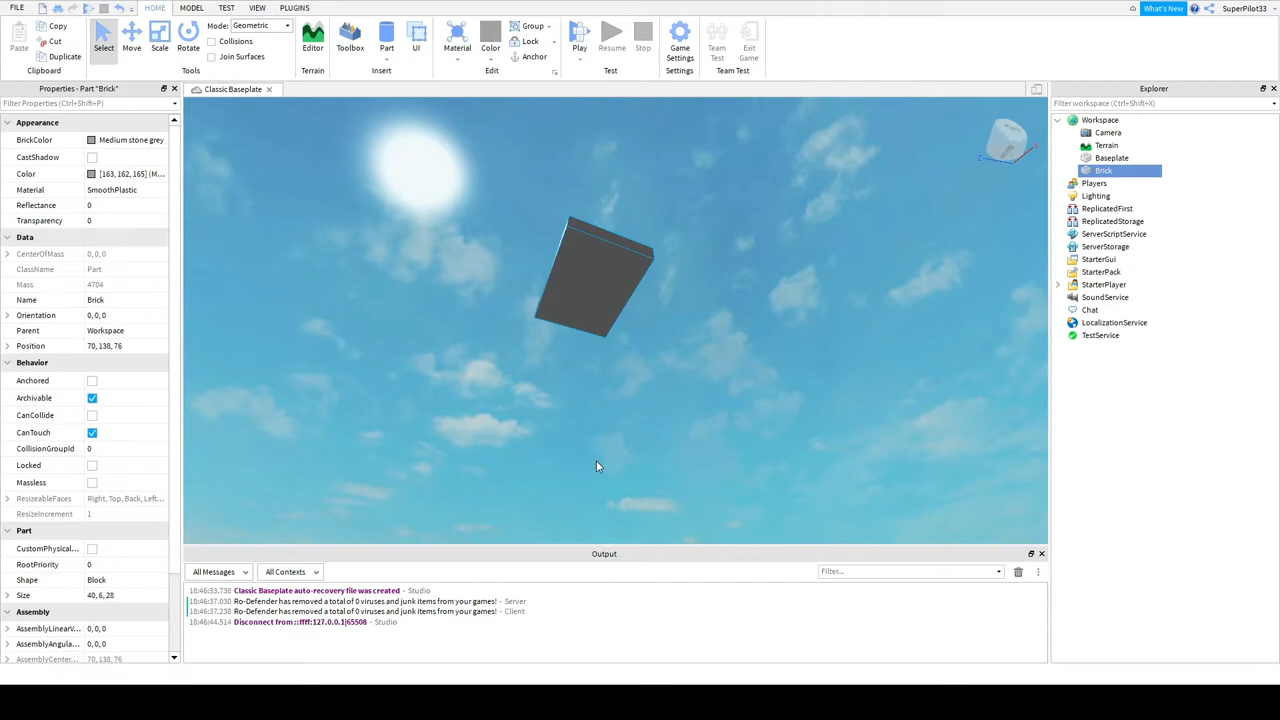 FILE HOME MODEL TEST VIEW PLUGINS What's New SuperPilot33
Paste Copy Cut Duplicate Clipboard
Select Move Scale Rotate Mode: Geometric Collisions Join Surfaces Tools
Editor Terrain
Toolbox Part UI Insert
Material Color Group Lock Anchor Edit
Play Resume Stop Test
Game Settings Settings
Team Test Exit Game Team Test
Properties - Part "Brick"
Filter Properties (Ctrl+Shift+P)
Appearance
BrickColor Medium stone grey
CastShadow
Color [163, 162, 165] (M...
Material SmoothPlastic
Reflectance 0
Transparency 0
Data
CenterOfMass 0,0,0
ClassName Part
Mass 4704
Name Brick
Orientation 0,0,0
Parent Workspace
Position 70,138,76
Behavior
Anchored
Archivable
CanCollide
CanTouch
CollisionGroupId 0
Locked
Massless
ResizeableFaces Right, Top, Back, Left...
ResizeIncrement 1
Part
CustomPhysical...
RootPriority 0
Shape Block
Size 40,6,28
Assembly
AssemblyLinearV... 0,0,0
AssemblyAngula... 0,0,0
AssemblyCenter... 70,138,76
Classic Baseplate
Output
All Messages All Contexts Filter...
18:46:33.738 Classic Baseplate auto-recovery file was created - Studio
18:46:37.030 Ro-Defender has removed a total of 0 viruses and junk items from your games! - Server
18:46:37.238 Ro-Defender has removed a total of 0 viruses and junk items from your games! - Client
18:46:44.514 Disconnect from ::ffff:127.0.0.1|65508 - Studio
Explorer
Filter workspace (Ctrl+Shift+X)
Workspace
Camera
Terrain
Baseplate
Brick
Players
Lighting
ReplicatedFirst
ReplicatedStorage
ServerScriptService
ServerStorage
StarterGui
StarterPack
StarterPlayer
SoundService
Chat
LocalizationService
TestService